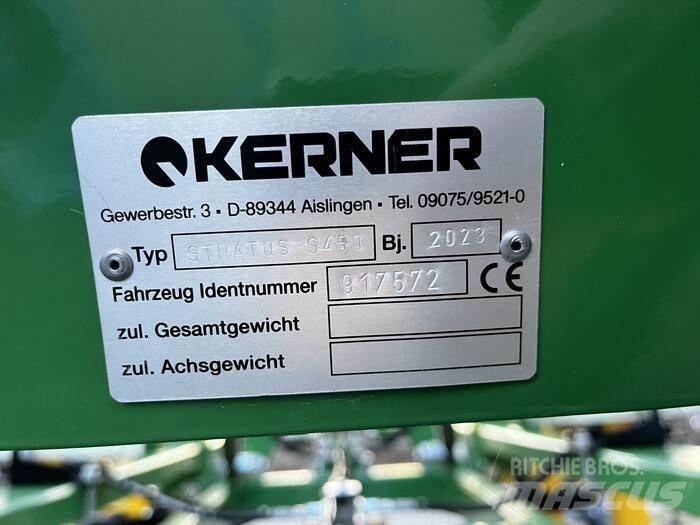 KERNER
Gewerbestr. 3 • D-89344 Aislingen • Tel. 09075/9521-0
Typ STRATOS S450 Bj. 2023
Fahrzeug Identnummer 917572 CE
zul. Gesamtgewicht
zul. Achsgewicht
RITCHIE BROS.
MASCUS